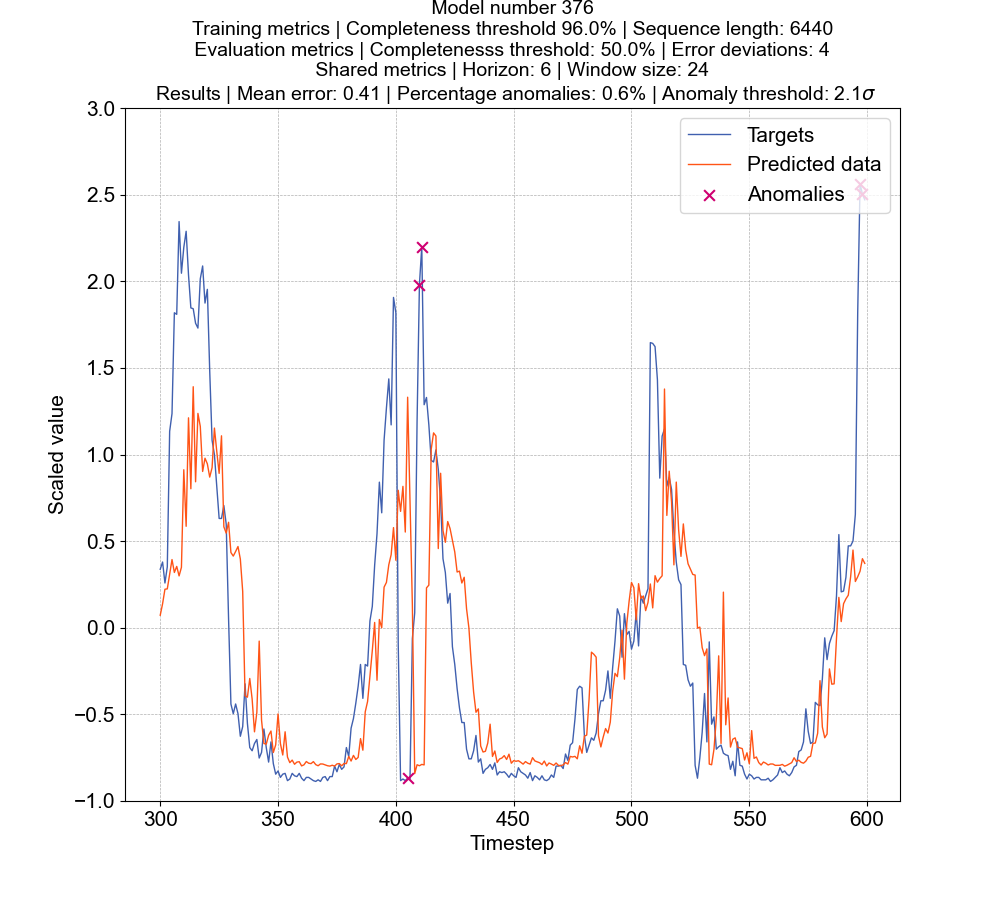 Model number 376
Training metrics | Completeness threshold 96.0% | Sequence length: 6440
Evaluation metrics | Completenesss threshold: 50.0% | Error deviations: 4
Shared metrics | Horizon: 6 | Window size: 24
Results | Mean error: 0.41 | Percentage anomalies: 0.6% | Anomaly threshold: 2.1σ
Targets
Predicted data
Anomalies
3.0
2.5
2.0
1.5
1.0
0.5
0.0
−0.5
−1.0
Scaled value
300
350
400
450
500
550
600
Timestep